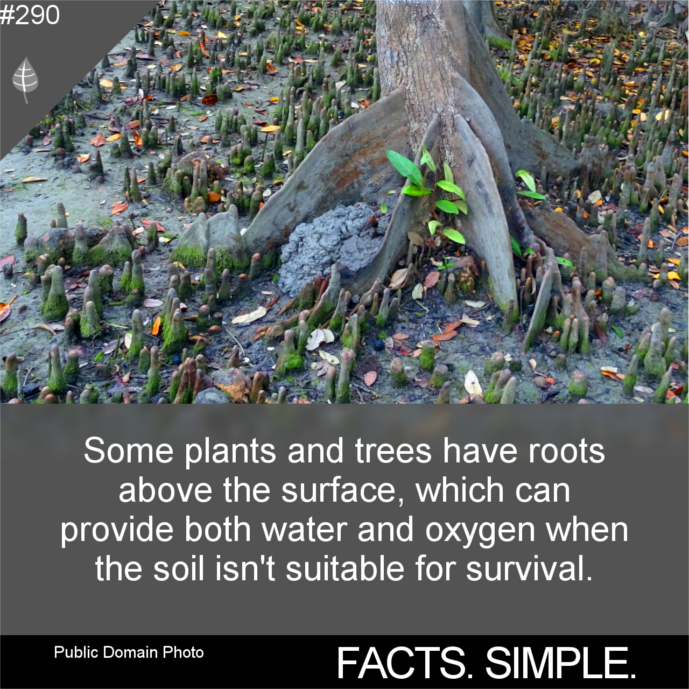 #290
Some plants and trees have roots
above the surface, which can
provide both water and oxygen when
the soil isn't suitable for survival.
Public Domain Photo
FACTS. SIMPLE.